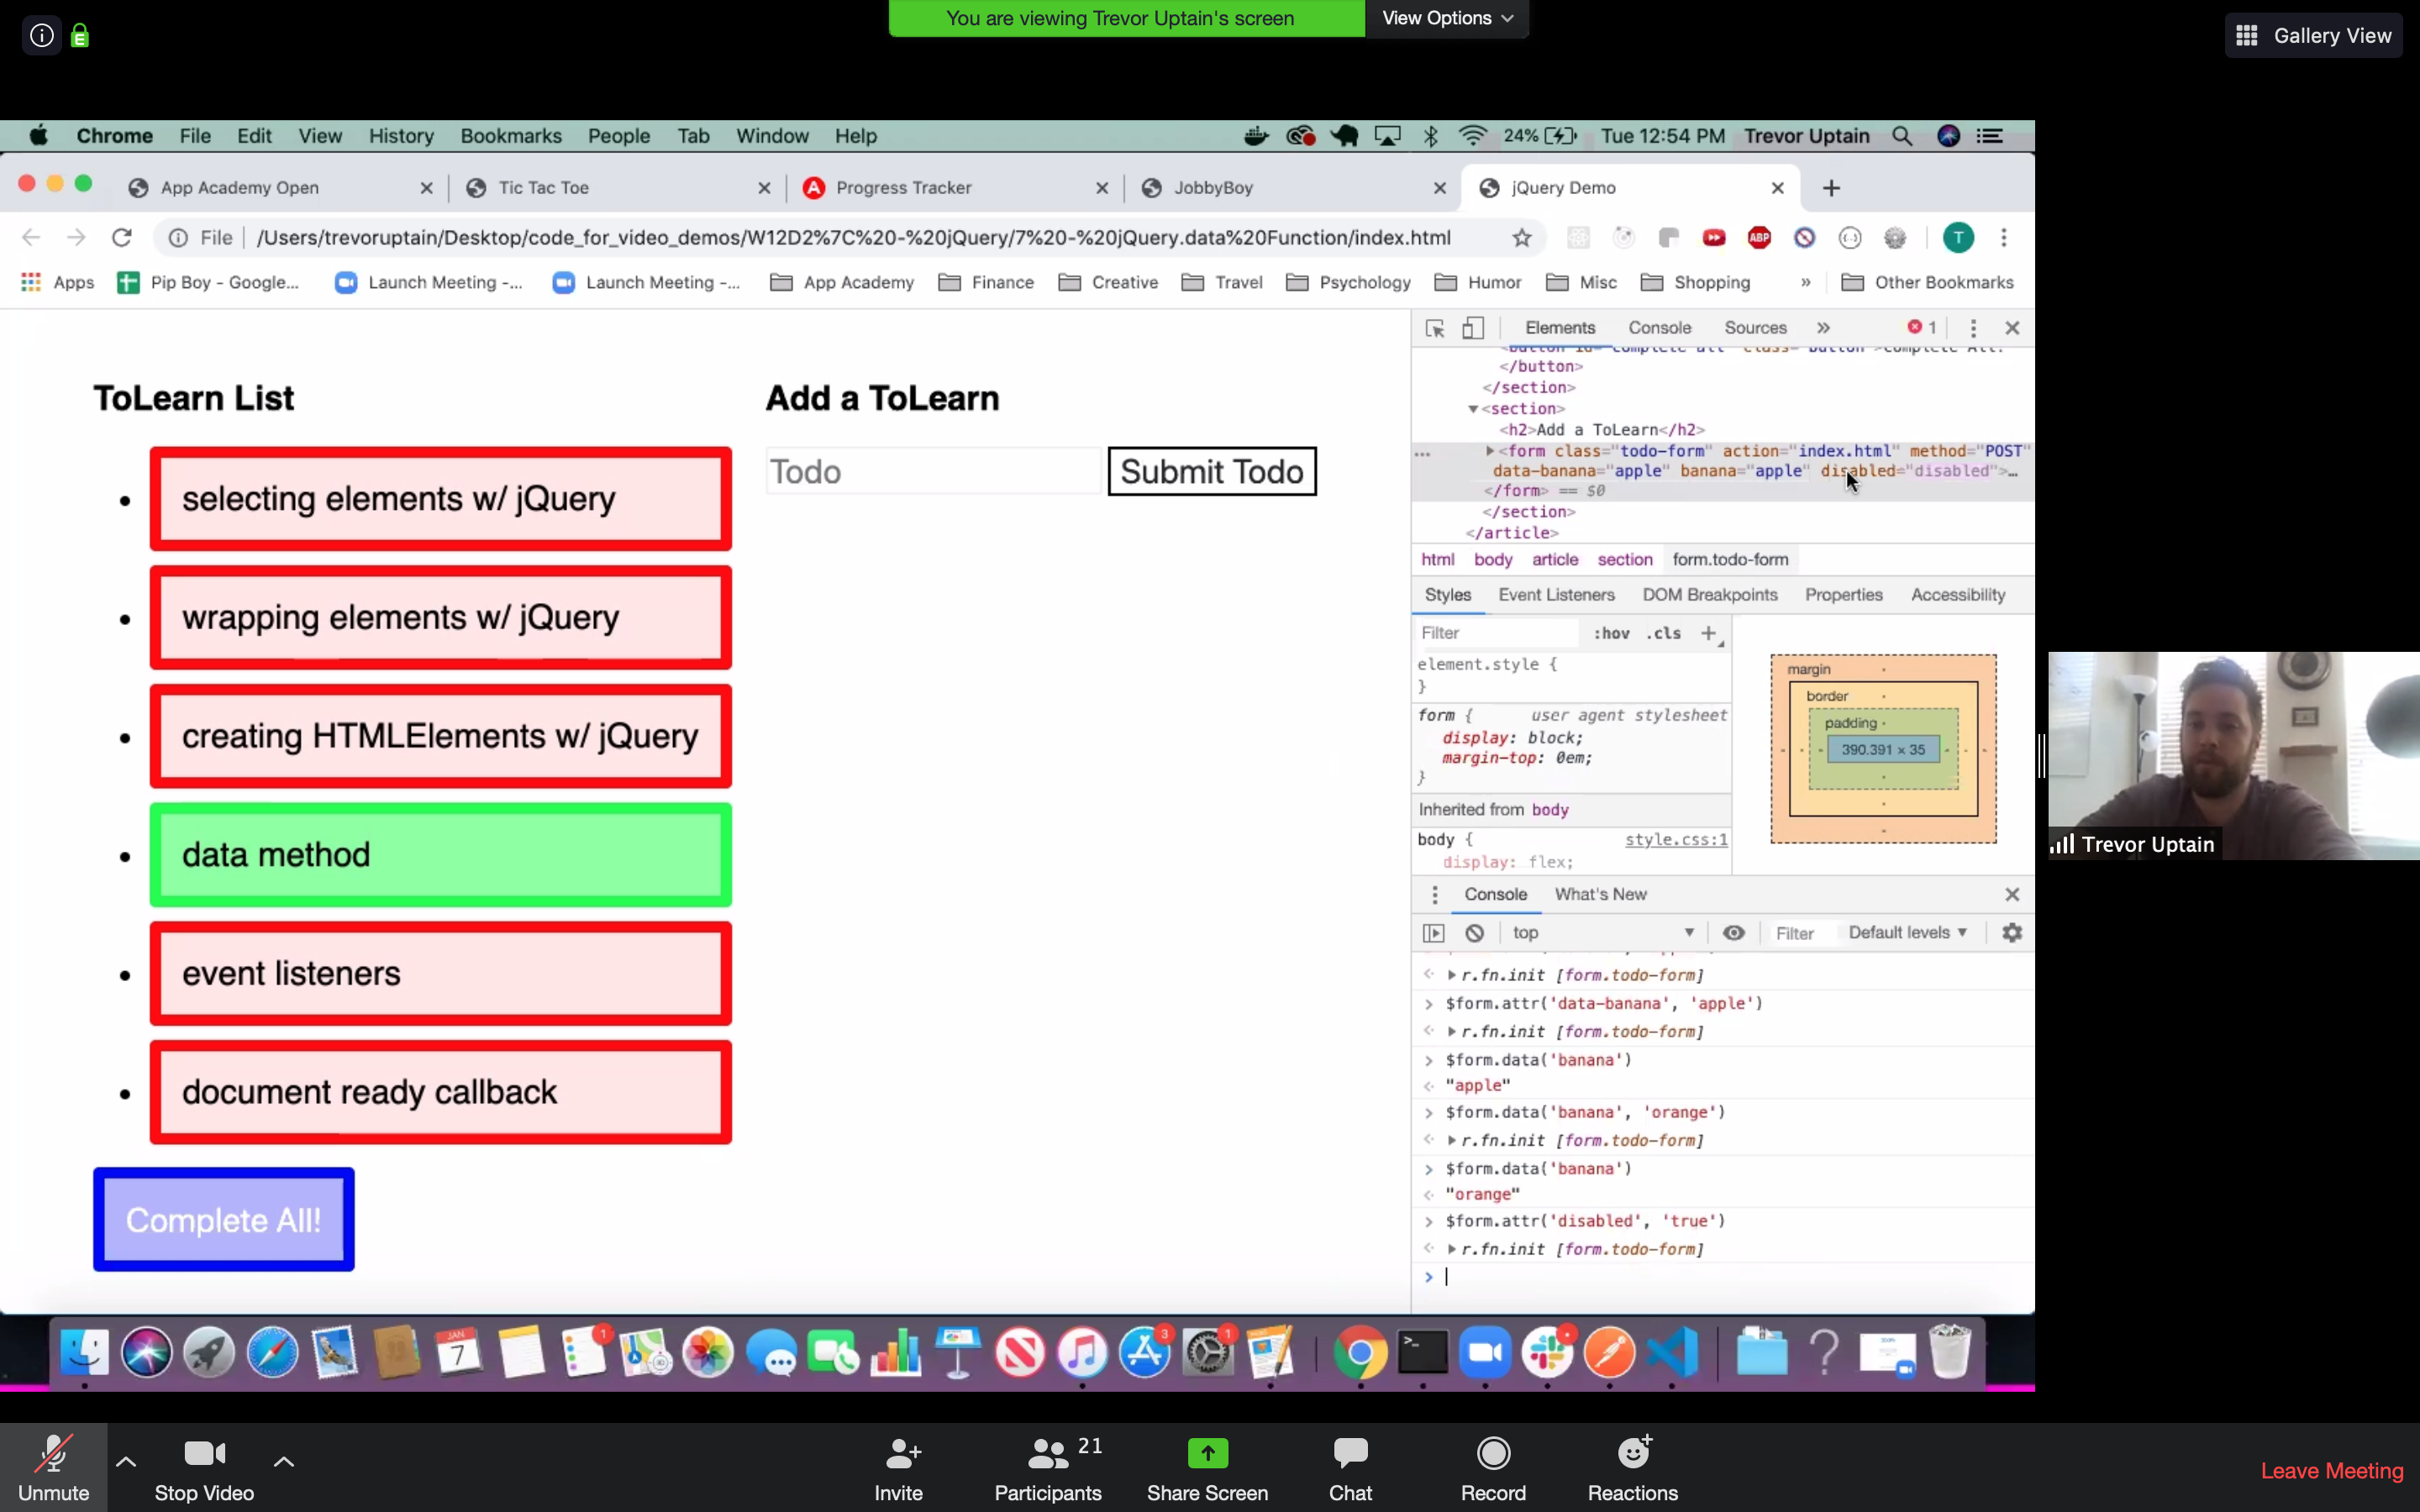 You are viewing Trevor Uptain's screen
View Options
Gallery View
Chrome File Edit View History Bookmarks People Tab Window Help
24% Tue 12:54 PM Trevor Uptain
App Academy Open
Tic Tac Toe
Progress Tracker
JobbyBoy
jQuery Demo
File /Users/trevoruptain/Desktop/code_for_video_demos/W12D2%7C%20-%20jQuery/7%20-%20jQuery.data%20Function/index.html
ABP
T
Apps
Pip Boy - Google...
Launch Meeting -...
Launch Meeting -...
App Academy
Finance
Creative
Travel
Psychology
Humor
Misc
Shopping
»
Other Bookmarks
ToLearn List
selecting elements w/ jQuery
wrapping elements w/ jQuery
creating HTMLElements w/ jQuery
data method
event listeners
document ready callback
Complete All!
Add a ToLearn
Todo
Submit Todo
Elements Console Sources » 1
</button>
</section>
<section>
<h2>Add a ToLearn</h2>
<form class="todo-form" action="index.html" method="POST"
data-banana="apple" banana="apple" disabled="disabled">…
</form> == $0
</section>
</article>
html body article section form.todo-form
Styles Event Listeners DOM Breakpoints Properties Accessibility
Filter :hov .cls +
element.style {
}
form { user agent stylesheet
display: block;
margin-top: 0em;
}
Inherited from body
body { style.css:1
display: flex;
margin
border
padding
390.391 × 35
Console What's New
top Filter Default levels
r.fn.init [form.todo-form]
> $form.attr('data-banana', 'apple')
r.fn.init [form.todo-form]
> $form.data('banana')
"apple"
> $form.data('banana', 'orange')
r.fn.init [form.todo-form]
> $form.data('banana')
"orange"
> $form.attr('disabled', 'true')
r.fn.init [form.todo-form]
>
Trevor Uptain
JAN
7
1
3
1
Unmute
Stop Video
Invite
21
Participants
Share Screen
Chat
Record
Reactions
Leave Meeting